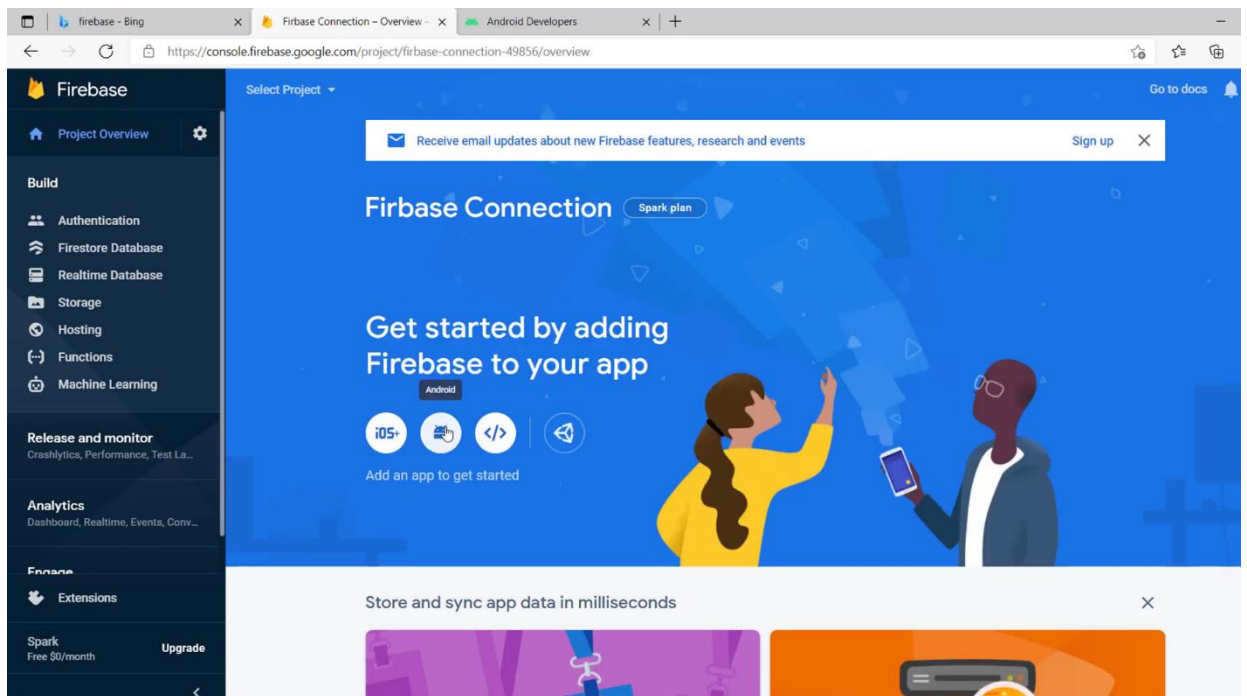 firebase - Bing
Firbase Connection – Overview –
Android Developers
https://console.firebase.google.com/project/firbase-connection-49856/overview
Firebase
Select Project
Go to docs
Project Overview
Receive email updates about new Firebase features, research and events
Sign up
Build
Authentication
Firestore Database
Realtime Database
Storage
Hosting
Functions
Machine Learning
Firbase Connection
Spark plan
Get started by adding
Firebase to your app
Android
iOS+
</>
Add an app to get started
Release and monitor
Crashlytics, Performance, Test La...
Analytics
Dashboard, Realtime, Events, Conv...
Engage
Extensions
Spark
Free $0/month
Upgrade
Store and sync app data in milliseconds